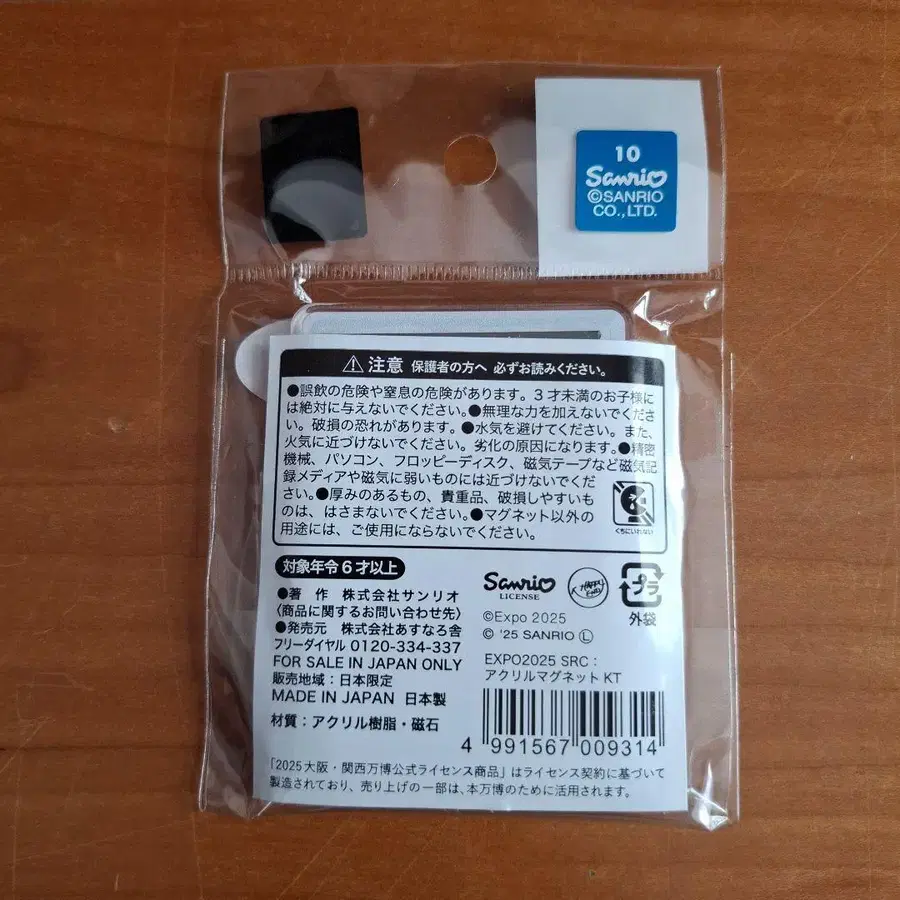 10
Sanrio
©SANRIO
CO.,LTD.
注意 保護者の方へ 必ずお読みください。
●誤飲の危険や窒息の危険があります。3才未満のお子様に
は絶対に与えないでください。●無理な力を加えないでくださ
い。破損の恐れがあります。●水気を避けてください。また、
火気に近づけないでください。劣化の原因になります。●精密
機械、パソコン、フロッピーディスク、磁気テープなど磁気記
録メディアや磁気に弱いものには近づけないでくだ
さい。●厚みのあるもの、貴重品、破損しやすいも
のは、はさまないでください。●マグネット以外の
用途には、ご使用にならないでください。
くちにいれない
対象年令6才以上
●著 作 株式会社サンリオ
〈商品に関するお問い合わせ先〉
●発売元 株式会社あすなろ舎
フリーダイヤル 0120-334-337
FOR SALE IN JAPAN ONLY
販売地域:日本限定
MADE IN JAPAN 日本製
材質:アクリル樹脂・磁石
Sanrio
LICENSE
プラ
外袋
©Expo 2025
© '25 SANRIO Ⓛ
EXPO2025 SRC:
アクリルマグネット KT
4 991567 009314
「2025大阪・関西万博公式ライセンス商品」はライセンス契約に基づいて
製造されており、売り上げの一部は、本万博のために活用されます。